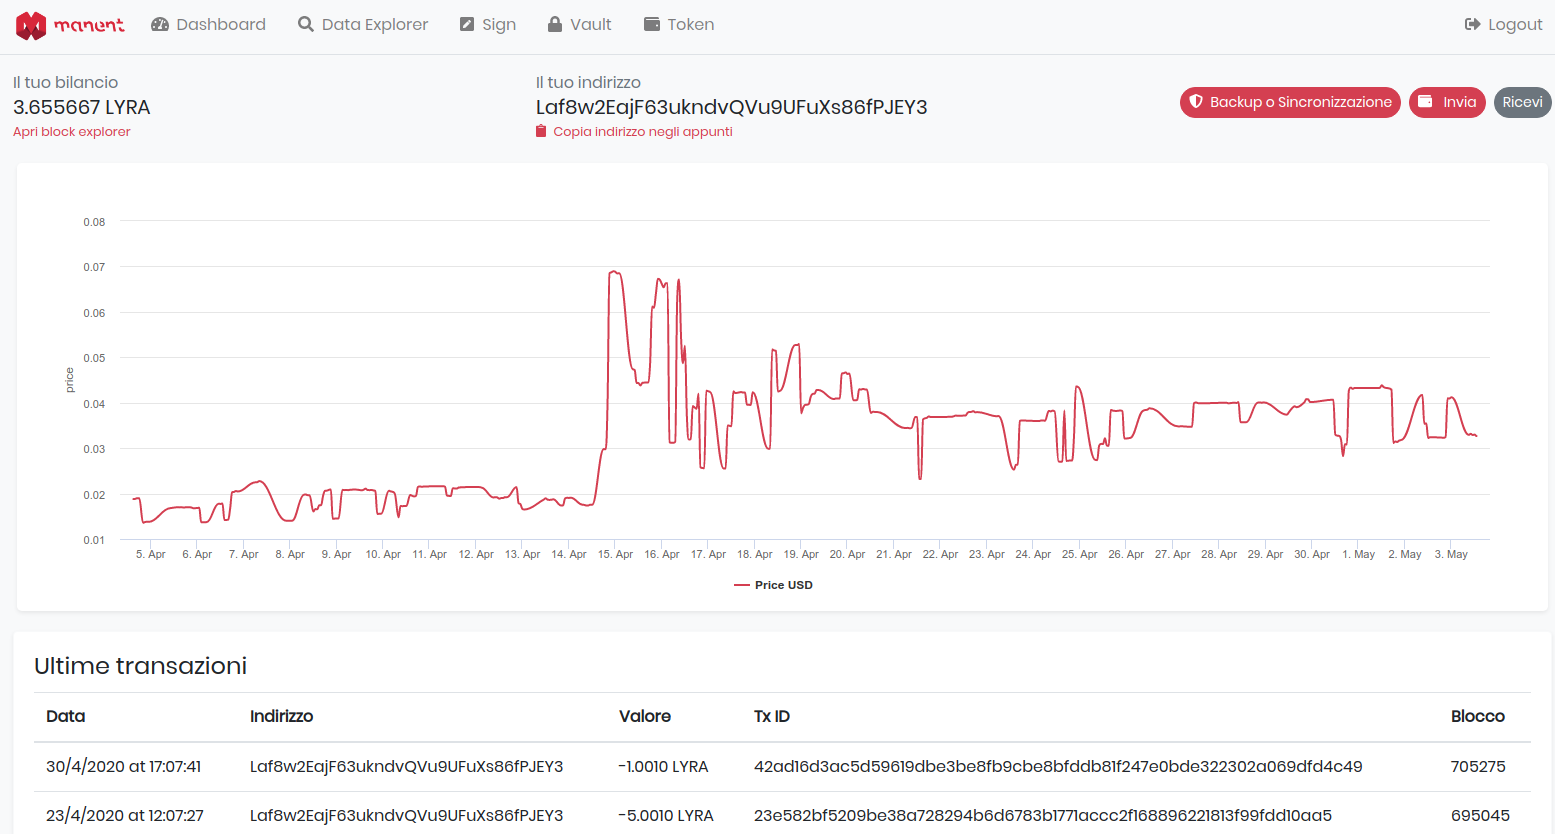 manent Dashboard Data Explorer Sign Vault Token Logout
Il tuo bilancio
3.655667 LYRA
Apri block explorer
Il tuo indirizzo
Laf8w2EajF63ukndvQVu9UFuXs86fPJEY3
Copia indirizzo negli appunti
Backup o Sincronizzazione Invia Ricevi
0.08
0.07
0.06
0.05
0.04
0.03
0.02
0.01
price
5. Apr 6. Apr 7. Apr 8. Apr 9. Apr 10. Apr 11. Apr 12. Apr 13. Apr 14. Apr 15. Apr 16. Apr 17. Apr 18. Apr 19. Apr 20. Apr 21. Apr 22. Apr 23. Apr 24. Apr 25. Apr 26. Apr 27. Apr 28. Apr 29. Apr 30. Apr 1. May 2. May 3. May
Price USD
Ultime transazioni
Data Indirizzo Valore Tx ID Blocco
30/4/2020 at 17:07:41 Laf8w2EajF63ukndvQVu9UFuXs86fPJEY3 -1.0010 LYRA 42ad16d3ac5d59619dbe3be8fb9cbe8bfddb81f247e0bde322302a069dfd4c49 705275
23/4/2020 at 12:07:27 Laf8w2EajF63ukndvQVu9UFuXs86fPJEY3 -5.0010 LYRA 23e582bf5209be38a728294b6d6783b1771accc2f168896221813f99fdd10aa5 695045